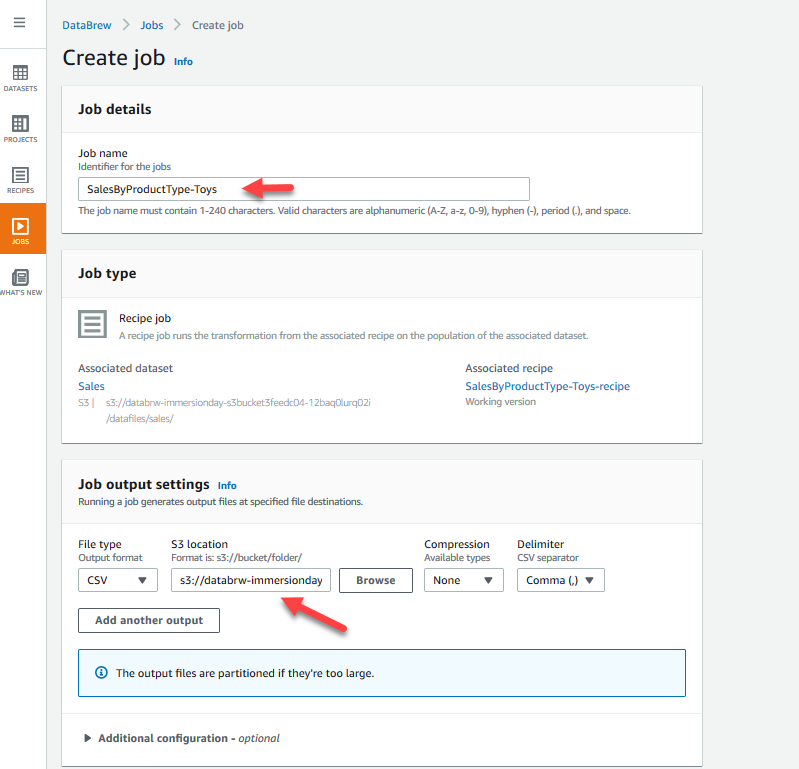 DataBrew > Jobs > Create job
Create job Info
DATASETS
PROJECTS
RECIPES
JOBS
WHAT'S NEW
Job details
Job name
Identifier for the jobs
SalesByProductType-Toys
The job name must contain 1-240 characters. Valid characters are alphanumeric (A-Z, a-z, 0-9), hyphen (-), period (.), and space.
Job type
Recipe job
A recipe job runs the transformation from the associated recipe on the population of the associated dataset.
Associated dataset
Sales
S3 | s3://databrw-immersionday-s3bucket3feedc04-12baq0lurq02i
/datafiles/sales/
Associated recipe
SalesByProductType-Toys-recipe
Working version
Job output settings Info
Running a job generates output files at specified file destinations.
File type
Output format
CSV
S3 location
Format is: s3://bucket/folder/
s3://databrw-immersionday
Browse
Compression
Available types
None
Delimiter
CSV separator
Comma (,)
Add another output
The output files are partitioned if they're too large.
Additional configuration - optional